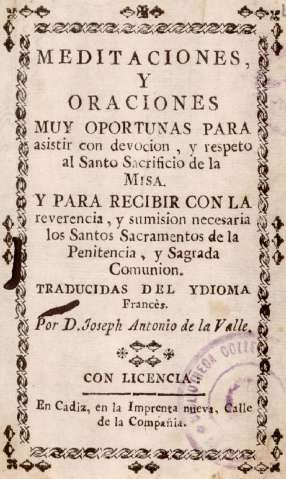 MEDITACIONES,
Y
ORACIONES
MUY OPORTUNAS PARA
asistir con devocion, y respeto
al Santo Sacrificio de la
MISA.
Y PARA RECIBIR CON LA
reverencia, y sumision necesaria
los Santos Sacramentos de la
Penitencia, y Sagrada
Comunion.
TRADUCIDAS DEL YDIOMA
Francès.
Por D. Joseph Antonio de la Valle.
CON LICENCIA
En Cadiz, en la Imprenta nueva, Calle
de la Compañia.